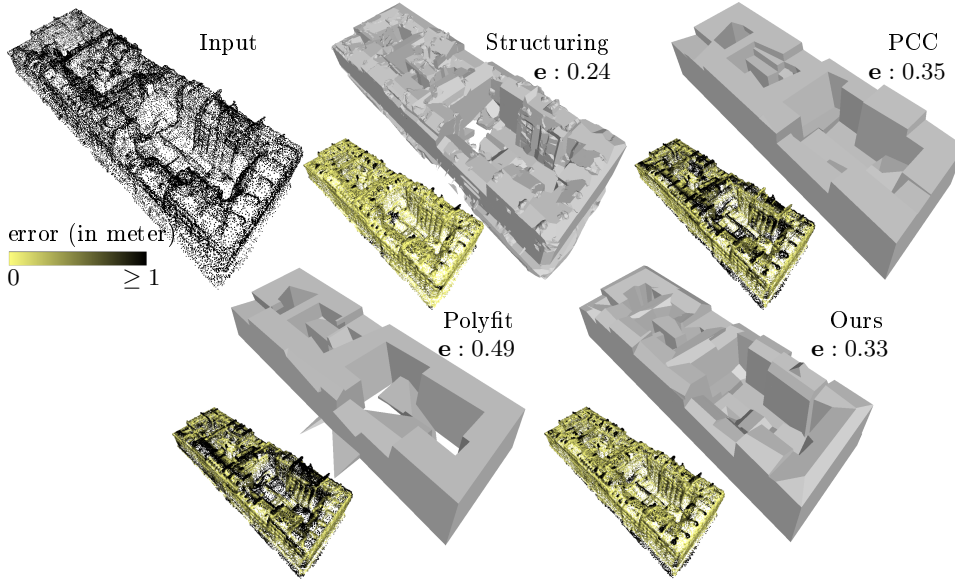 Input
Structuring
e : 0.24
PCC
e : 0.35
error (in meter)
0
≥ 1
Polyfit
e : 0.49
Ours
e : 0.33